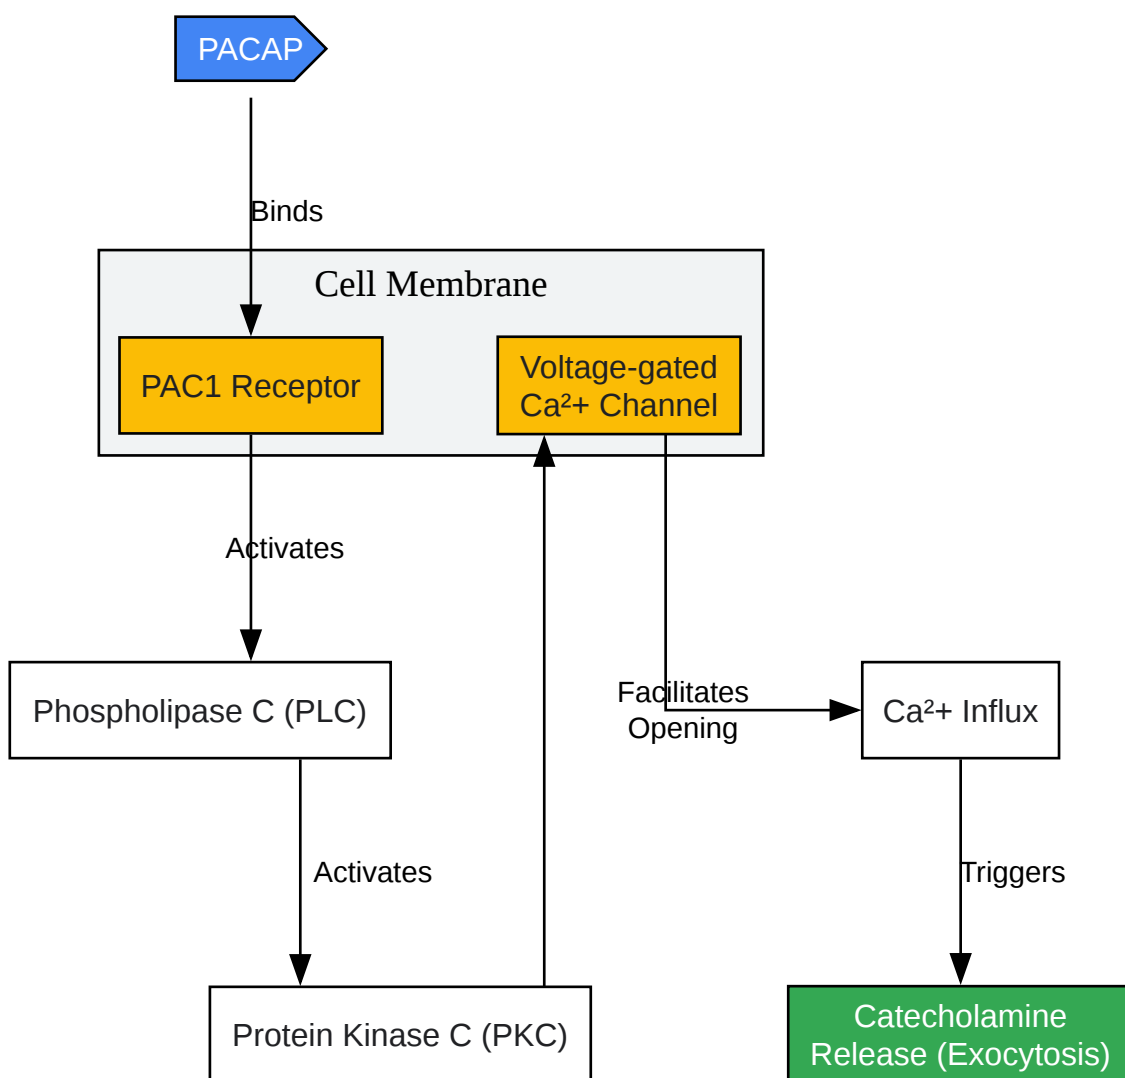 PACAP
Binds
Cell Membrane
PAC1 Receptor
Voltage-gated
Ca²+ Channel
Activates
Phospholipase C (PLC)
Facilitates
Opening
Ca²+ Influx
Activates
Triggers
Protein Kinase C (PKC)
Catecholamine
Release (Exocytosis)